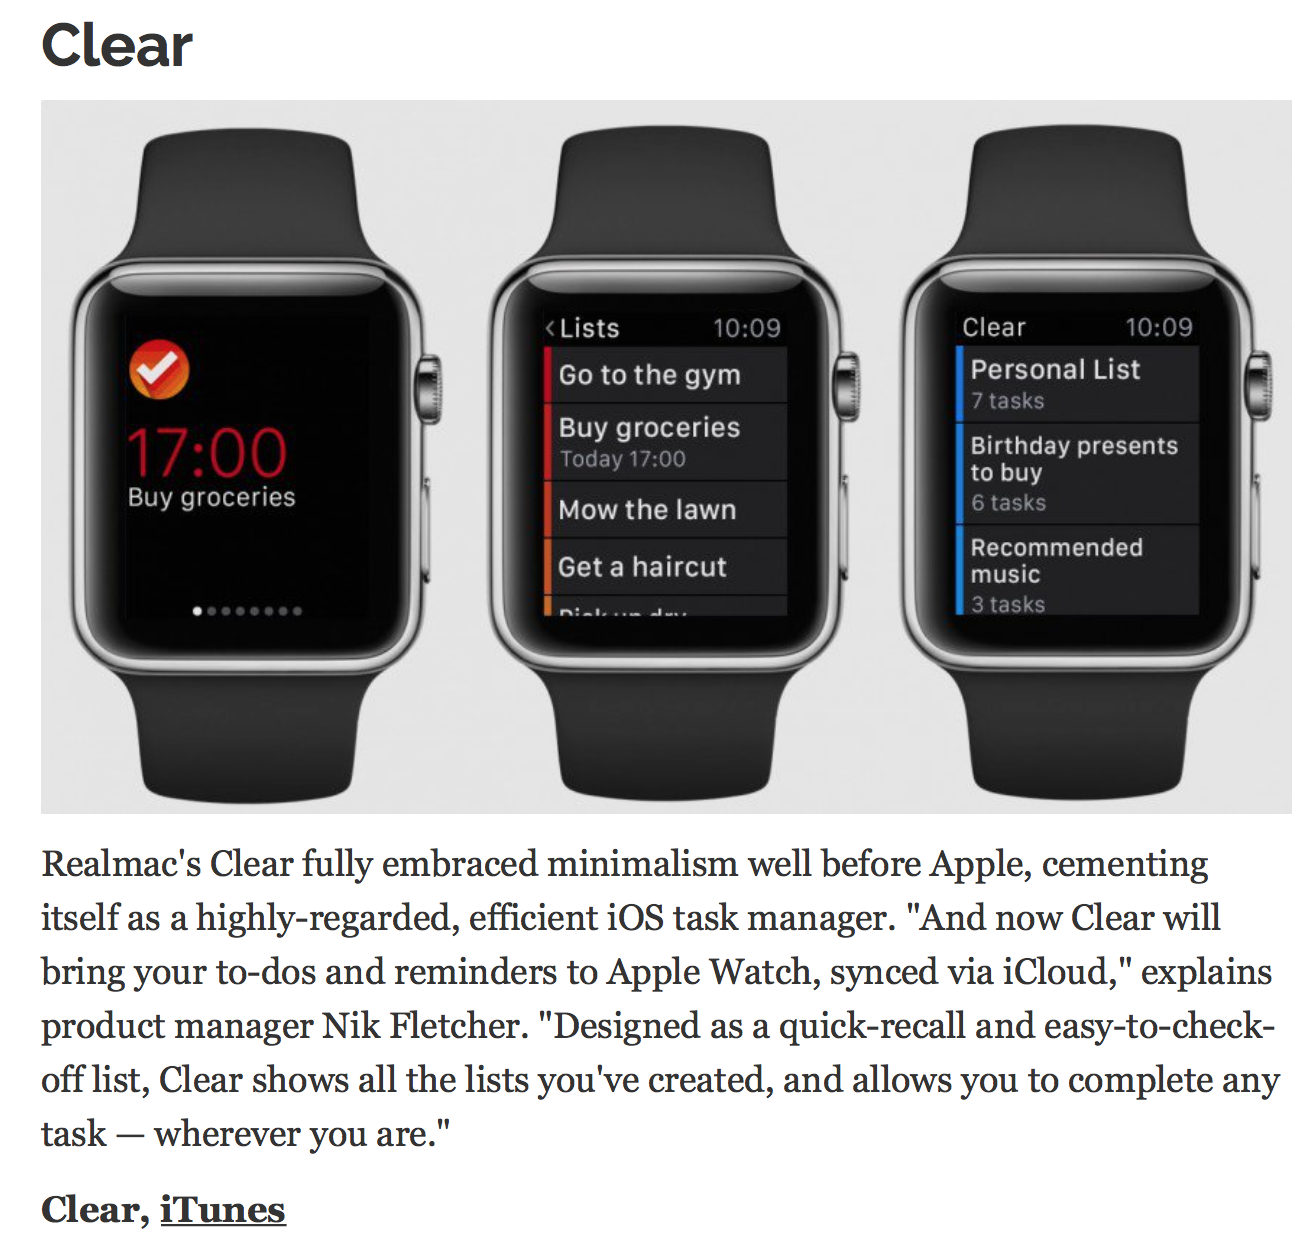 Clear
17:00
Buy groceries
<Lists 10:09
Go to the gym
Buy groceries
Today 17:00
Mow the lawn
Get a haircut
Clear 10:09
Personal List
7 tasks
Birthday presents
to buy
6 tasks
Recommended
music
3 tasks
Realmac's Clear fully embraced minimalism well before Apple, cementing
itself as a highly-regarded, efficient iOS task manager. "And now Clear will
bring your to-dos and reminders to Apple Watch, synced via iCloud," explains
product manager Nik Fletcher. "Designed as a quick-recall and easy-to-check-
off list, Clear shows all the lists you've created, and allows you to complete any
task — wherever you are."
Clear, iTunes